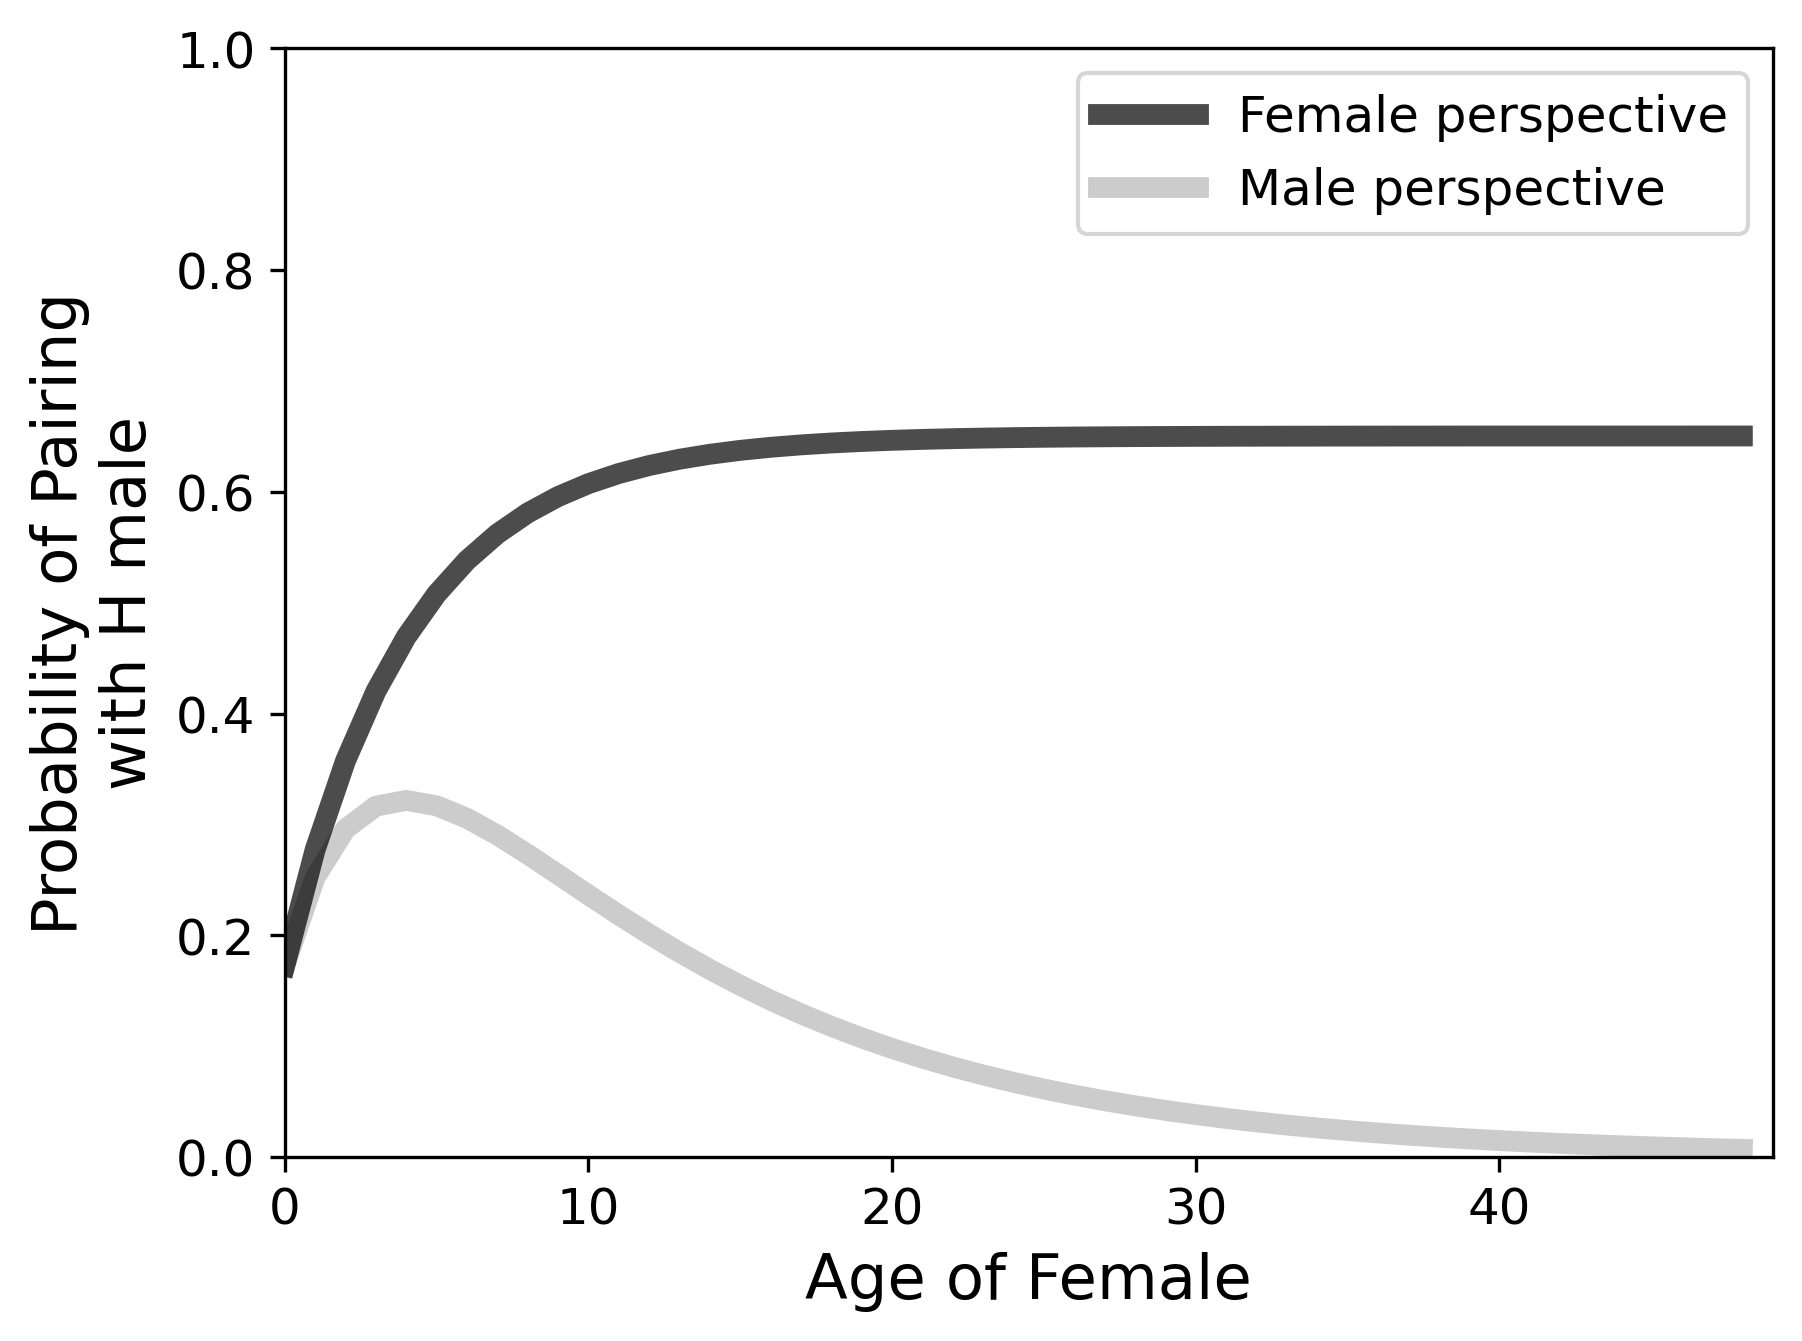 Probability of Pairing
with H male
1.0
0.8
0.6
0.4
0.2
0.0
Female perspective
Male perspective
0 10 20 30 40
Age of Female